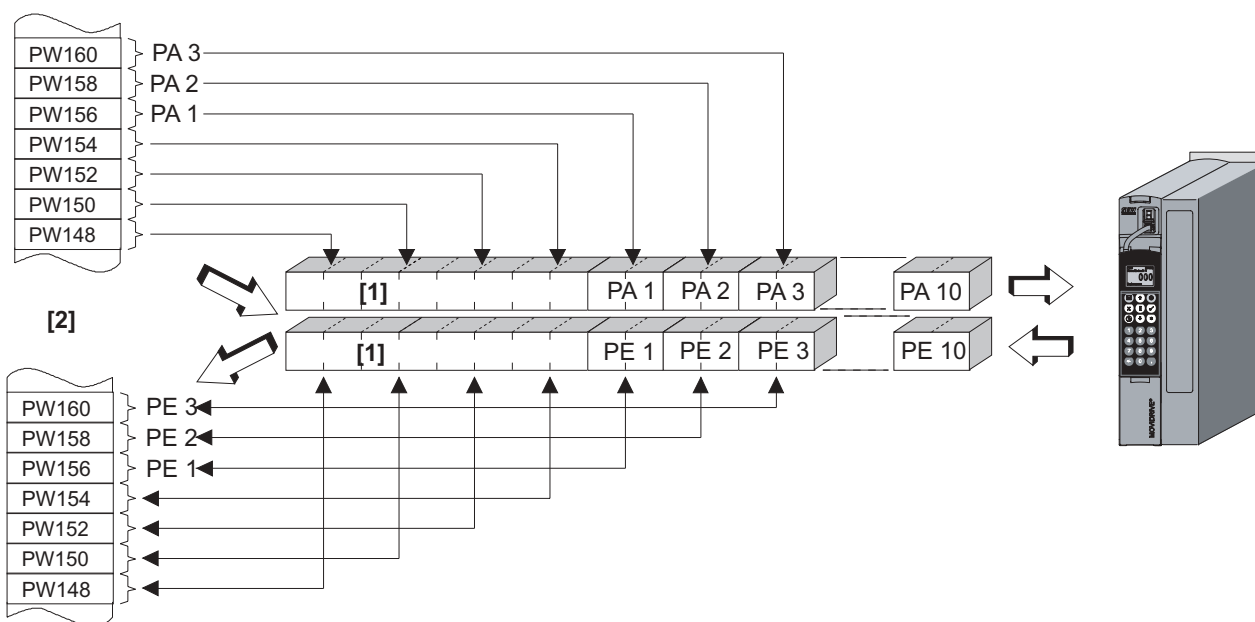 PW160 PA 3
PW158 PA 2
PW156 PA 1
PW154
PW152
PW150
PW148
[1] PA 1 PA 2 PA 3 PA 10
[2]
[1] PE 1 PE 2 PE 3 PE 10
PW160 PE 3
PW158 PE 2
PW156 PE 1
PW154
PW152
PW150
PW148
000
MOVIDRIVE®